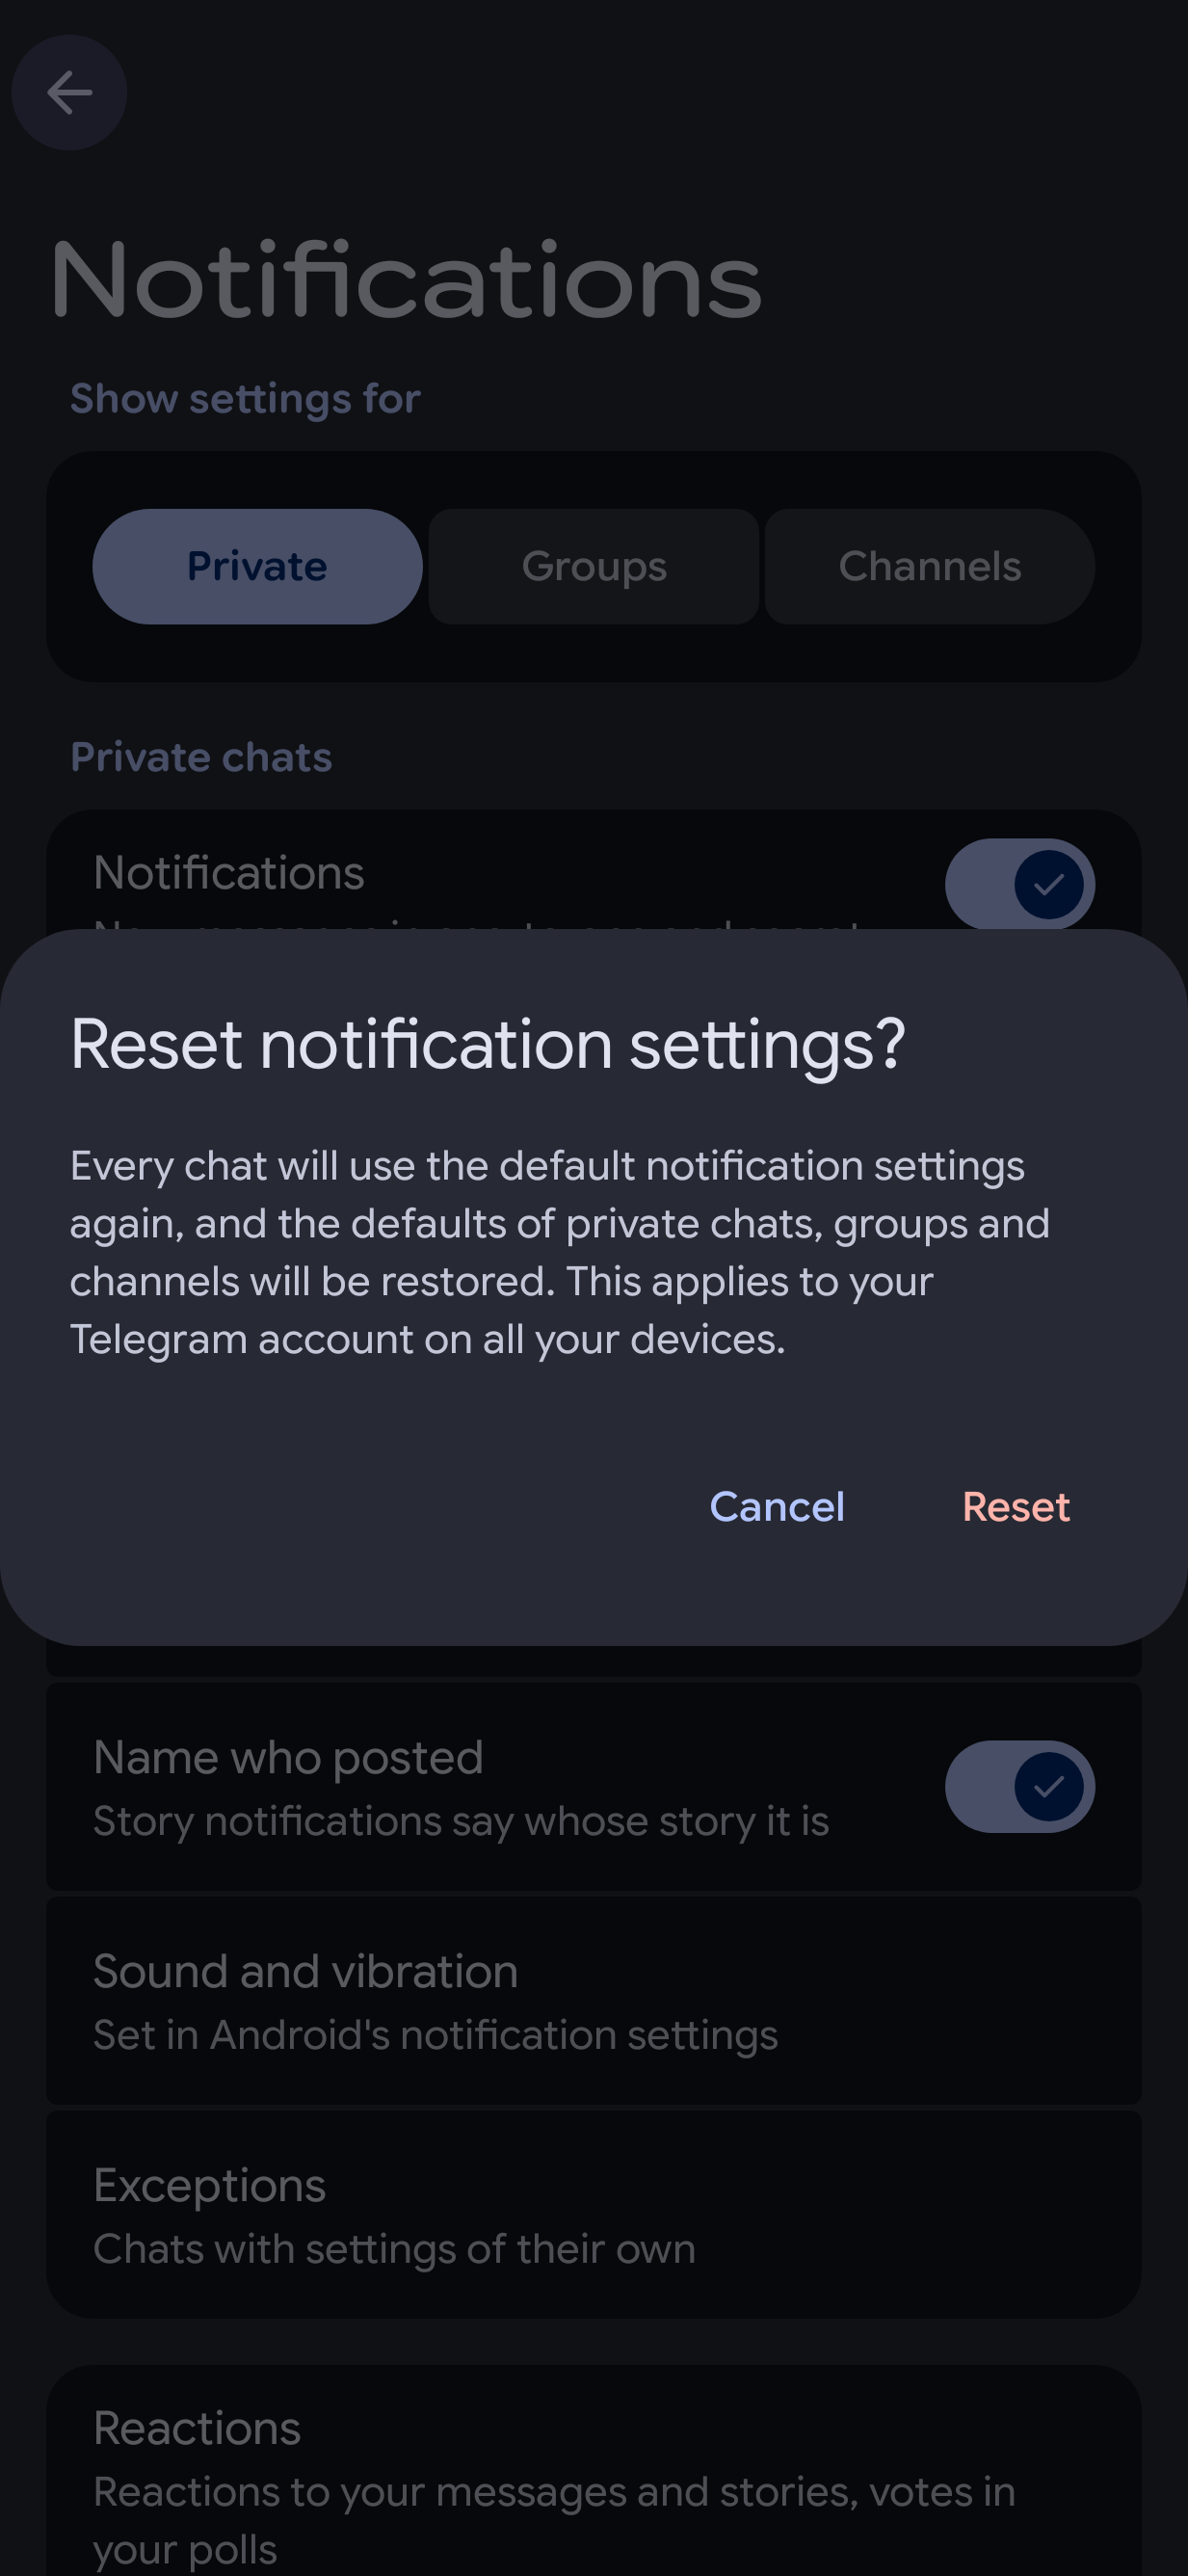 Notifications
Show settings for
Private
Groups
Channels
Private chats
Notifications
Reset notification settings?
Every chat will use the default notification settings
again, and the defaults of private chats, groups and
channels will be restored. This applies to your
Telegram account on all your devices.
Cancel
Reset
Name who posted
Story notifications say whose story it is
Sound and vibration
Set in Android's notification settings
Exceptions
Chats with settings of their own
Reactions
Reactions to your messages and stories, votes in
your polls